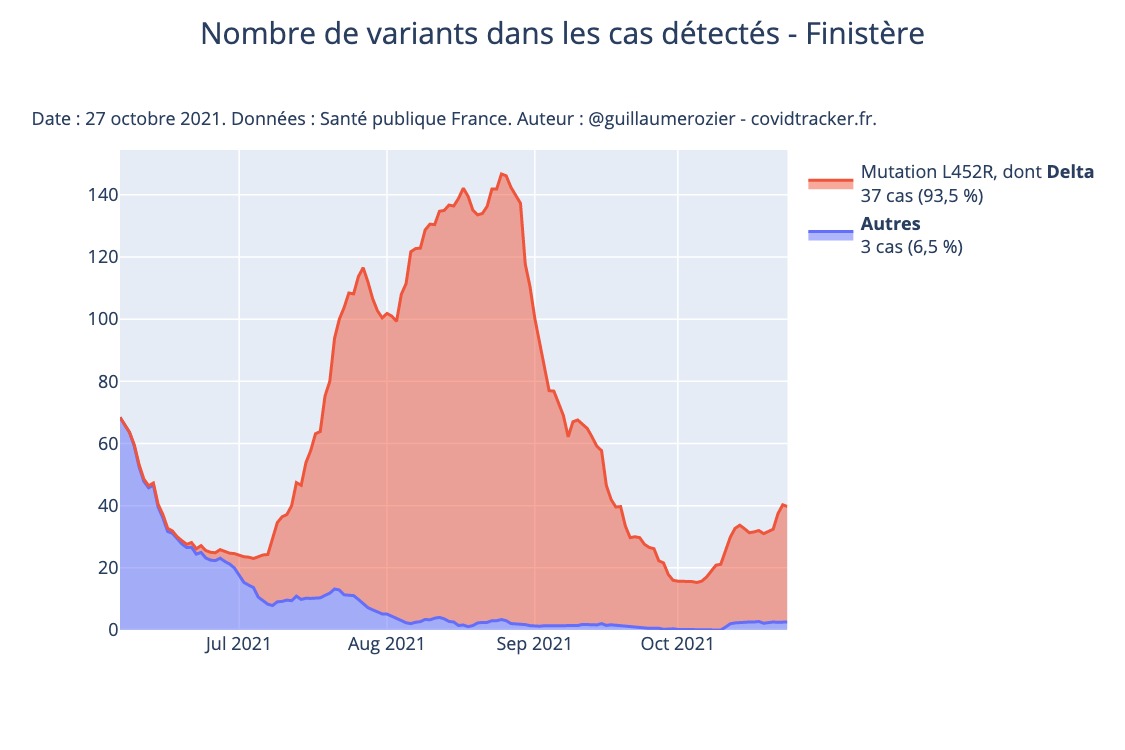 Nombre de variants dans les cas détectés - Finistère
Date : 27 octobre 2021. Données : Santé publique France. Auteur : @guillaumerozier - covidtracker.fr.
Mutation L452R, dont Delta
37 cas (93,5 %)
Autres
3 cas (6,5 %)
140
120
100
80
60
40
20
0
Jul 2021 Aug 2021 Sep 2021 Oct 2021